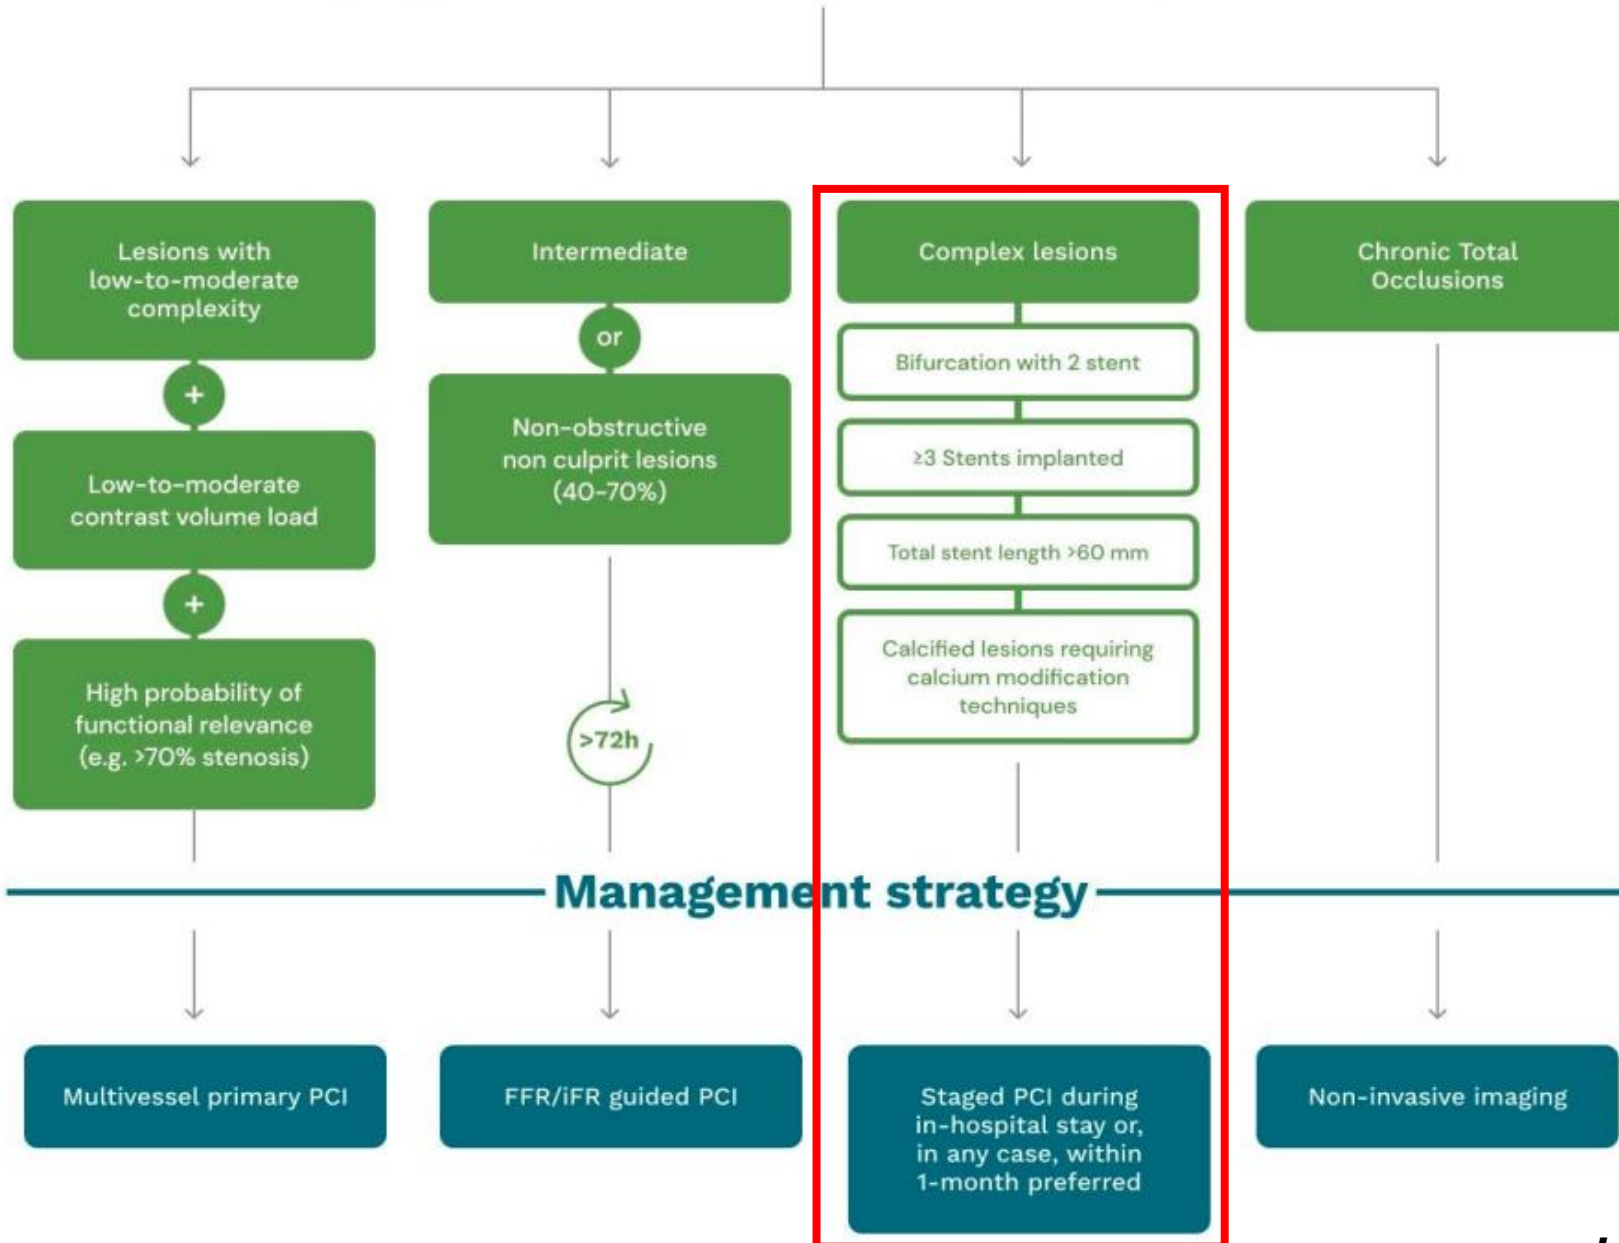 Lesions with
low-to-moderate
complexity
+
Low-to-moderate
contrast volume load
+
High probability of
functional relevance
(e.g. >70% stenosis)
Intermediate
or
Non-obstructive
non culprit lesions
(40-70%)
>72h
Complex lesions
Bifurcation with 2 stent
≥3 Stents implanted
Total stent length >60 mm
Calcified lesions requiring
calcium modification
techniques
Chronic Total
Occlusions
Management strategy
Multivessel primary PCI
FFR/iFR guided PCI
Staged PCI during
in-hospital stay or,
in any case, within
1-month preferred
Non-invasive imaging